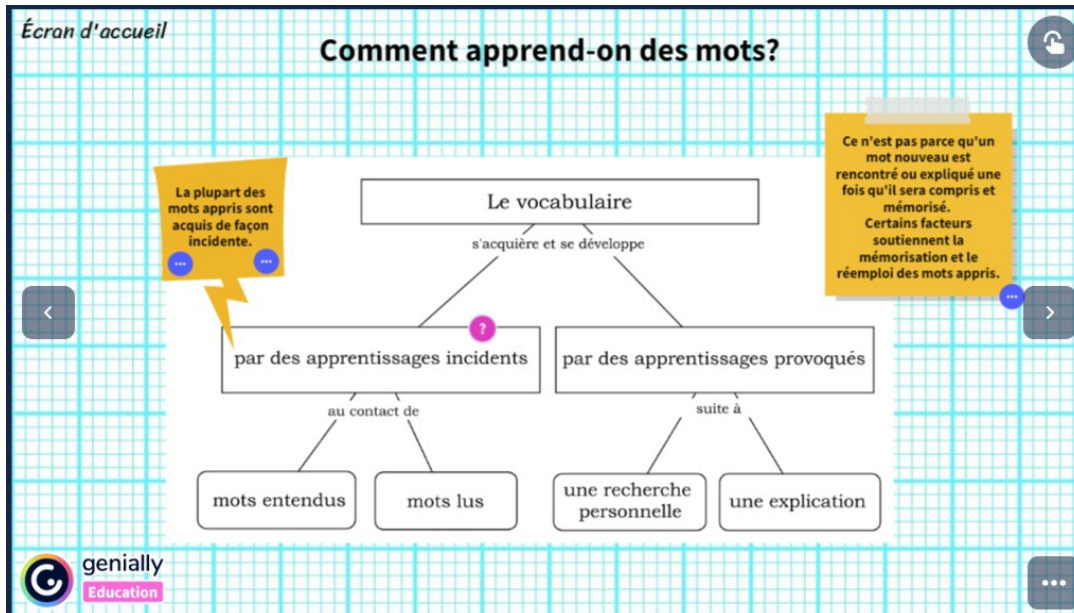 Écran d'accueil
Comment apprend-on des mots?
La plupart des
mots appris sont
acquis de façon
incidente.
Ce n'est pas parce qu'un
mot nouveau est
rencontré ou expliqué une
fois qu'il sera compris et
mémorisé.
Certains facteurs
soutiennent la
mémorisation et le
réemploi des mots appris.
Le vocabulaire
s'acquière et se développe
?
par des apprentissages incidents
par des apprentissages provoqués
au contact de
suite à
mots entendus
mots lus
une recherche
personnelle
une explication
genially
Education